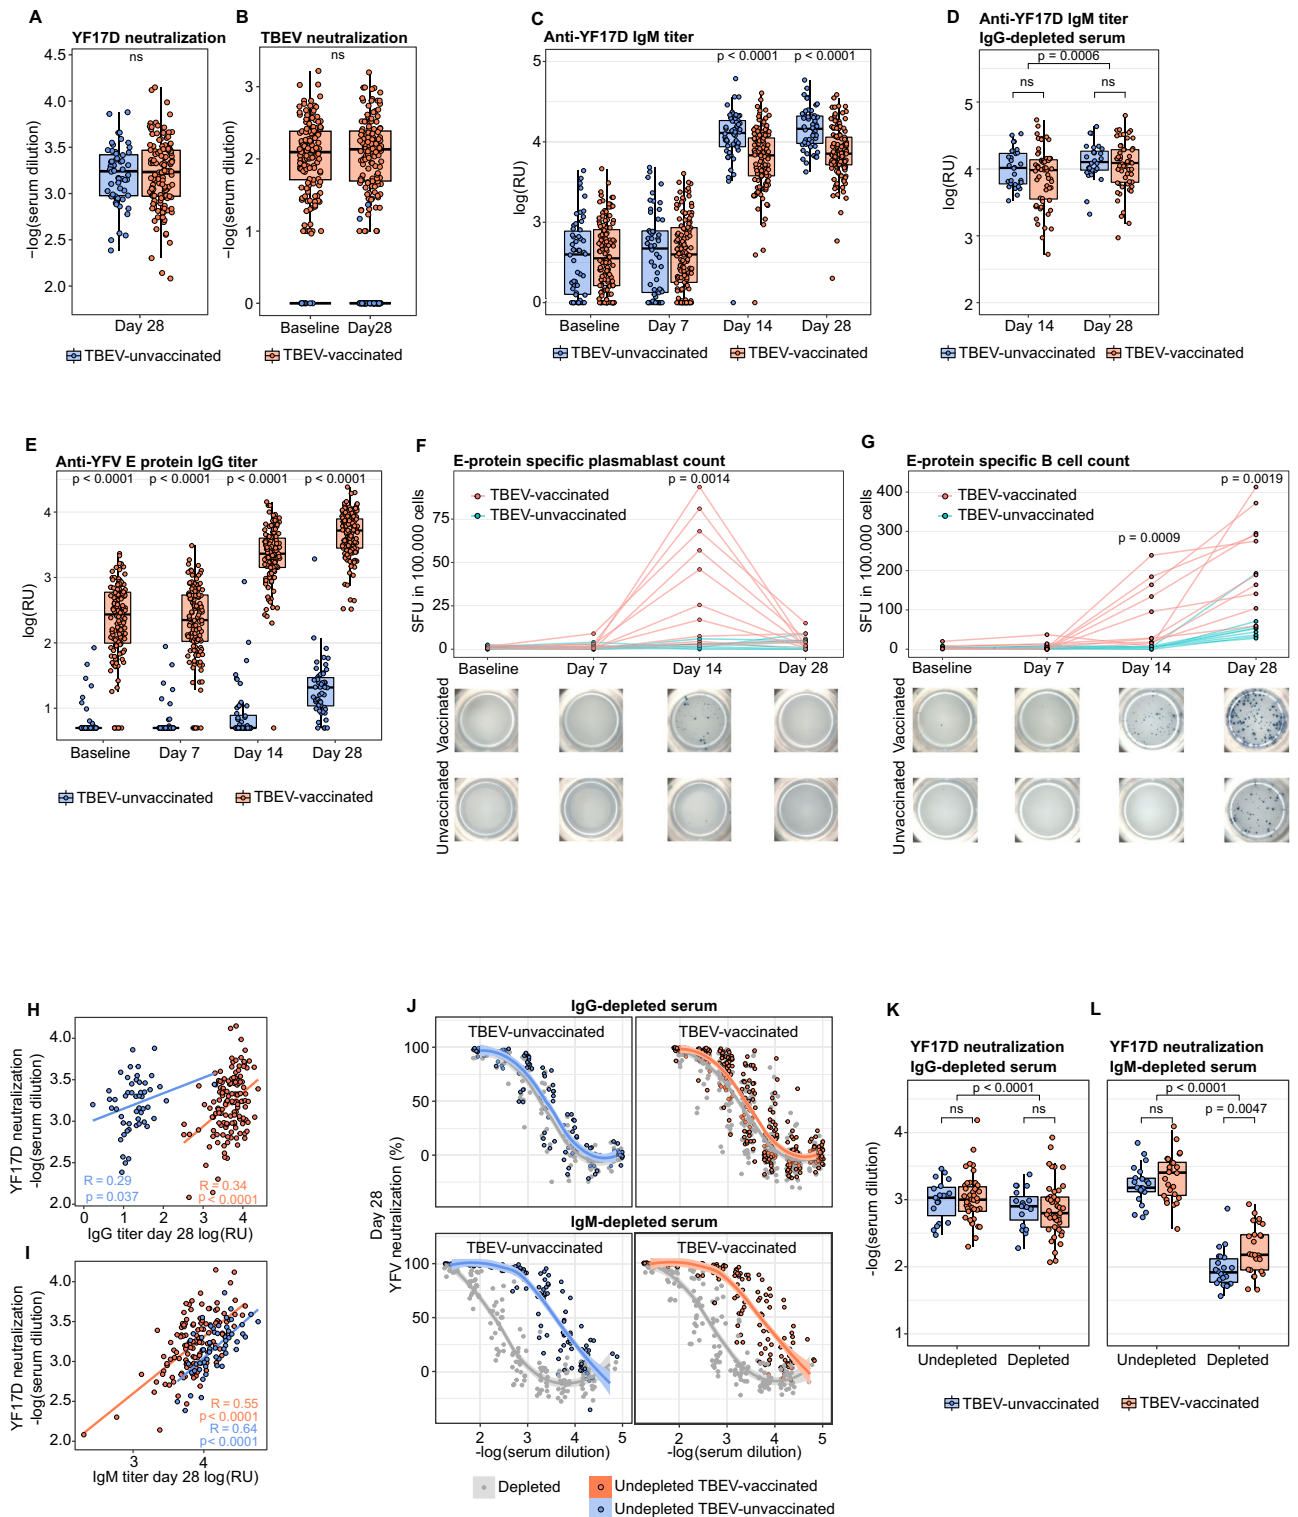 A
YF17D neutralization
ns
−log(serum dilution)
4.5
4.0
3.5
3.0
2.5
2.0
Day 28
B
TBEV neutralization
ns
−log(serum dilution)
3
2
1
0
Baseline Day28
TBEV-unvaccinated TBEV-vaccinated
C
Anti-YF17D IgM titer
p < 0.0001 p < 0.0001
log(RU)
5
4
3
0
Baseline Day 7 Day 14 Day 28
TBEV-unvaccinated TBEV-vaccinated
D
Anti-YF17D IgM titer
IgG-depleted serum
p = 0.0006
ns ns
log(RU)
5
4
3
2
Day 14 Day 28
TBEV-unvaccinated TBEV-vaccinated
E
Anti-YFV E protein IgG titer
p < 0.0001 p < 0.0001 p < 0.0001 p < 0.0001
log(RU)
4
3
2
1
Baseline Day 7 Day 14 Day 28
TBEV-unvaccinated TBEV-vaccinated
F
E-protein specific plasmablast count
p = 0.0014
TBEV-vaccinated
TBEV-unvaccinated
SFU in 100.000 cells
75
50
25
0
Baseline Day 7 Day 14 Day 28
Vaccinated
Unvaccinated
G
E-protein specific B cell count
p = 0.0019
TBEV-vaccinated
TBEV-unvaccinated
p = 0.0009
SFU in 100.000 cells
400
300
200
100
0
Baseline Day 7 Day 14 Day 28
Vaccinated
Unvaccinated
H
YF17D neutralization
-log(serum dilution)
4.0
3.5
3.0
2.5
2.0
R = 0.29
p = 0.037
R = 0.34
p < 0.0001
0 1 2 3 4
IgG titer day 28 log(RU)
I
YF17D neutralization
-log(serum dilution)
4.0
3.5
3.0
2.5
2.0
R = 0.55
p < 0.0001
R = 0.64
p < 0.0001
3 4
IgM titer day 28 log(RU)
J
IgG-depleted serum
TBEV-unvaccinated TBEV-vaccinated
100
50
0
Day 28
YFV neutralization (%)
IgM-depleted serum
TBEV-unvaccinated TBEV-vaccinated
100
50
0
2 3 4 5 2 3 4 5
-log(serum dilution) -log(serum dilution)
Depleted
Undepleted TBEV-vaccinated
Undepleted TBEV-unvaccinated
K
YF17D neutralization
IgG-depleted serum
p < 0.0001
ns ns
-log(serum dilution)
4
3
2
1
Undepleted Depleted
L
YF17D neutralization
IgM-depleted serum
p < 0.0001
ns p = 0.0047
Undepleted Depleted
TBEV-unvaccinated TBEV-vaccinated